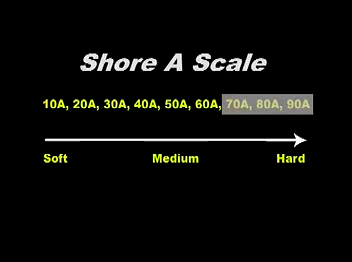 Shore A Scale
10A, 20A, 30A, 40A, 50A, 60A, 70A, 80A, 90A
Soft Medium Hard